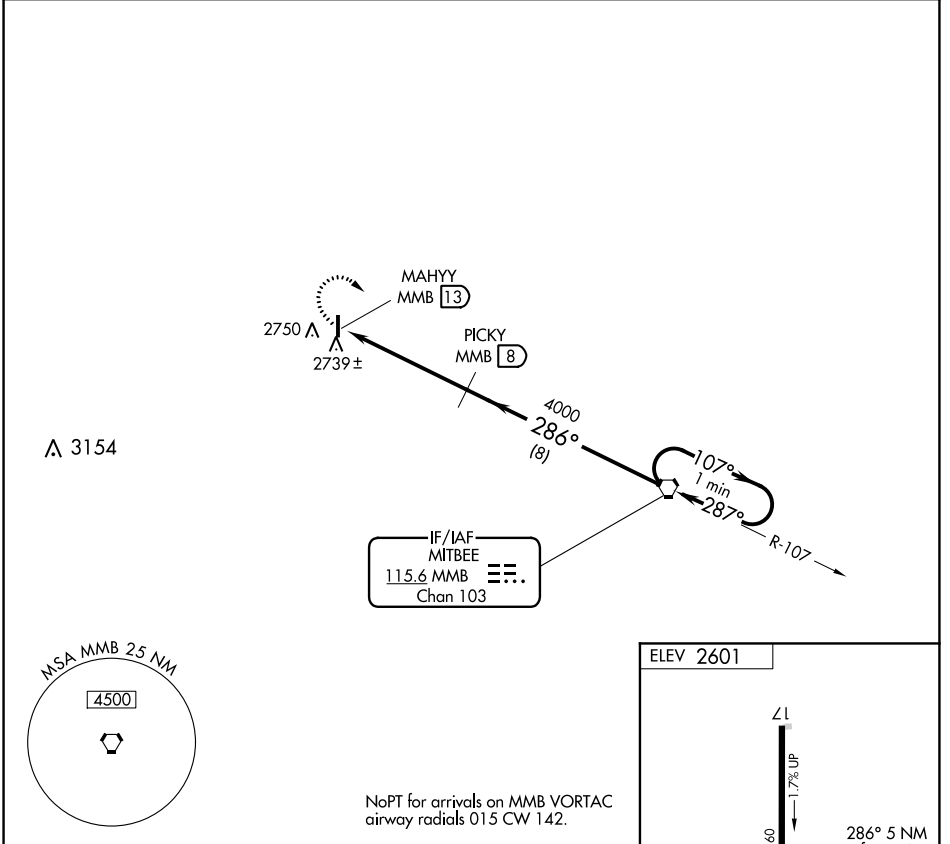 MAHYY
MMB 13
2750
2739 ±
PICKY
MMB 8
3154
4000
286°
(8)
107°
1 min
287°
R-107
IF/IAF
MITBEE
115.6 MMB
Chan 103
MSA MMB 25 NM
4500
NoPT for arrivals on MMB VORTAC
airway radials 015 CW 142.
ELEV 2601
17
1.7% UP
60
286° 5 NM